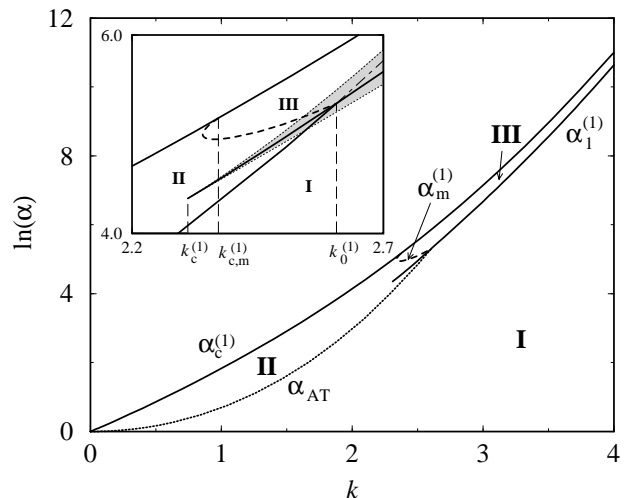 12
8
4
0
ln(α)
6.0
4.0
2.2
2.7
III
II
I
k_c^(1)
k_c,m^(1)
k_0^(1)
III
α_1^(1)
α_m^(1)
α_c^(1)
II
I
α_AT
0 1 2 3 4
k